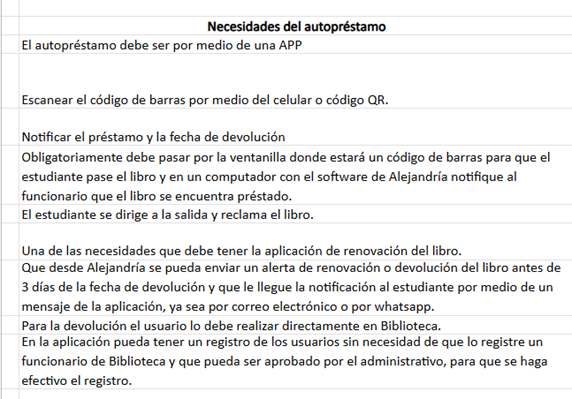 Necesidades del autopréstamo
El autopréstamo debe ser por medio de una APP
Escanear el código de barras por medio del celular o código QR.
Notificar el préstamo y la fecha de devolución
Obligatoriamente debe pasar por la ventanilla donde estará un código de barras para que el
estudiante pase el libro y en un computador con el software de Alejandría notifique al
funcionario que el libro se encuentra préstado.
El estudiante se dirige a la salida y reclama el libro.
Una de las necesidades que debe tener la aplicación de renovación del libro.
Que desde Alejandría se pueda enviar un alerta de renovación o devolución del libro antes de
3 días de la fecha de devolución y que le llegue la notificación al estudiante por medio de un
mensaje de la aplicación, ya sea por correo electrónico o por whatsapp.
Para la devolución el usuario lo debe realizar directamente en Biblioteca.
En la aplicación pueda tener un registro de los usuarios sin necesidad de que lo registre un
funcionario de Biblioteca y que pueda ser aprobado por el administrativo, para que se haga
efectivo el registro.